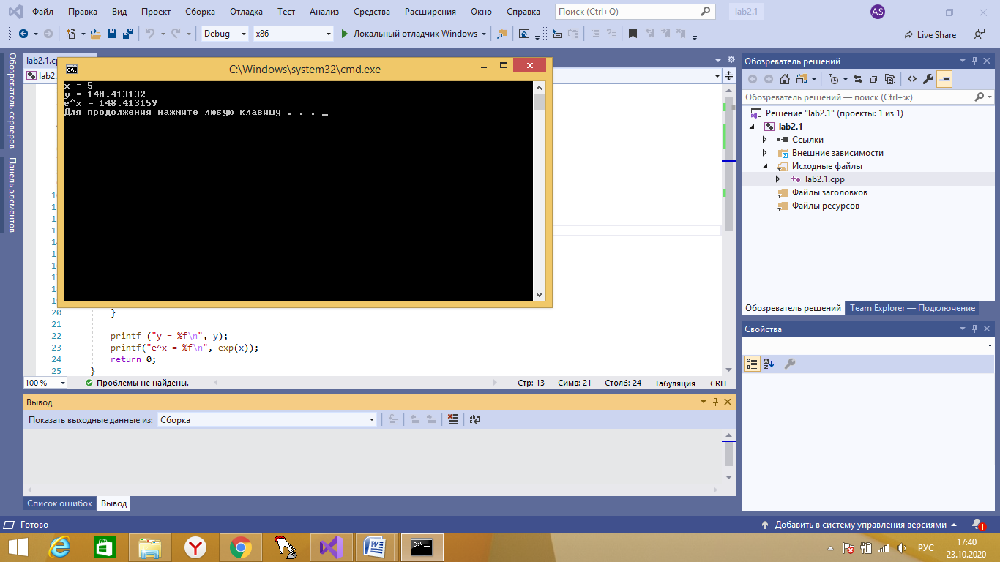 Файл Правка Вид Проект Сборка Отладка Тест Анализ Средства Расширения Окно Справка Поиск (Ctrl+Q) lab2.1 AS
Debug x86 Локальный отладчик Windows Live Share
Обозреватель серверов
Панель элементов
lab2.1.cp
lab2.
C:\Windows\system32\cmd.exe
x = 5
y = 148.413132
e^x = 148.413159
Для продолжения нажмите любую клавишу . . . _
20 }
21
22 printf ("y = %f\n", y);
23 printf("e^x = %f\n", exp(x));
24 return 0;
25 }
100 % Проблемы не найдены. Стр: 13 Симв: 21 Столб: 24 Табуляция CRLF
Вывод
Показать выходные данные из: Сборка
Список ошибок Вывод
Обозреватель решений
Обозреватель решений — поиск (Ctrl+ж)
Решение "lab2.1" (проекты: 1 из 1)
lab2.1
Ссылки
Внешние зависимости
Исходные файлы
lab2.1.cpp
Файлы заголовков
Файлы ресурсов
Обозреватель решений Team Explorer — Подключение
Свойства
Готово Добавить в систему управления версиями 1
РУС 17:40
23.10.2020